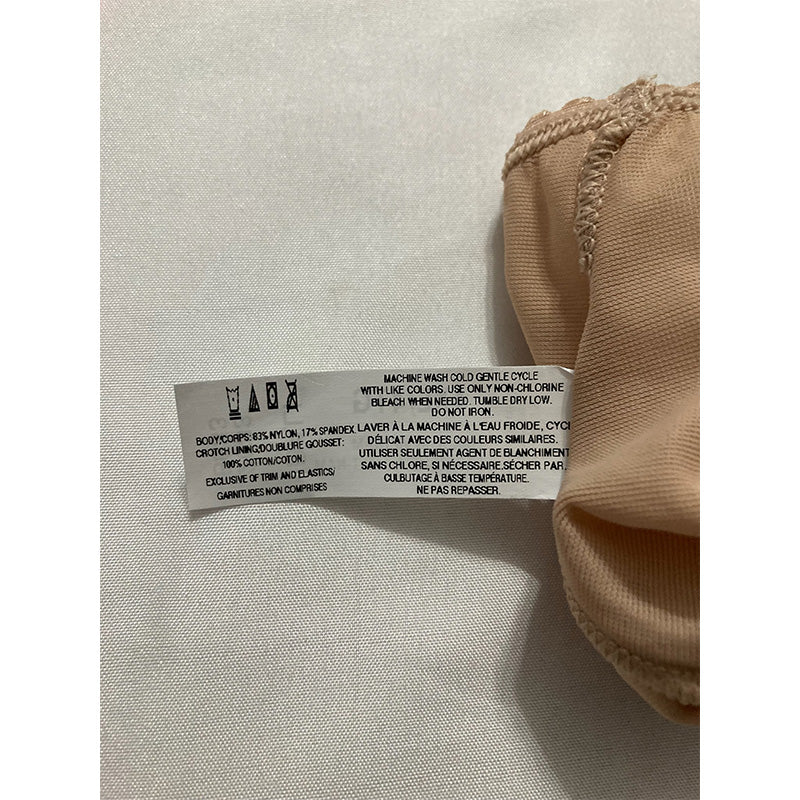 BODY/CORPS: 83% NYLON, 17% SPANDEX.
CROTCH LINING/DOUBLURE GOUSSET:
100% COTTON/COTON.
EXCLUSIVE OF TRIM AND ELASTICS/
GARNITURES NON COMPRISES
MACHINE WASH COLD GENTLE CYCLE
WITH LIKE COLORS. USE ONLY NON-CHLORINE
BLEACH WHEN NEEDED. TUMBLE DRY LOW.
DO NOT IRON.
LAVER À LA MACHINE À L'EAU FROIDE, CYCL
DÉLICAT AVEC DES COULEURS SIMILAIRES.
UTILISER SEULEMENT AGENT DE BLANCHIMENT
SANS CHLORE, SI NÉCESSAIRE.SÉCHER PAR
CULBUTAGE À BASSE TEMPÉRATURE.
NE PAS REPASSER.